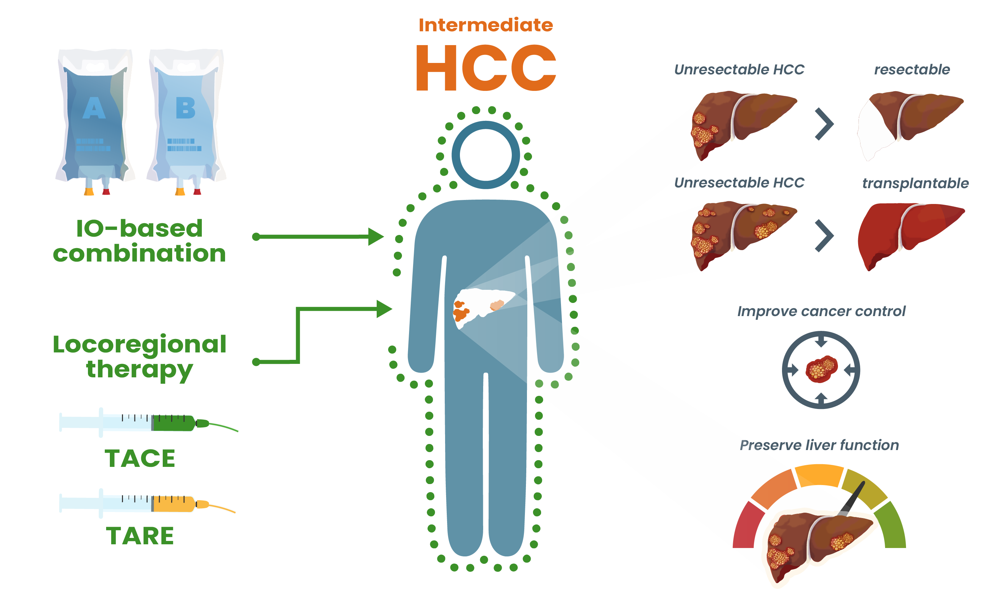 Intermediate
HCC
A
B
IO-based
combination
Locoregional
therapy
TACE
TARE
Unresectable HCC
resectable
Unresectable HCC
transplantable
Improve cancer control
Preserve liver function